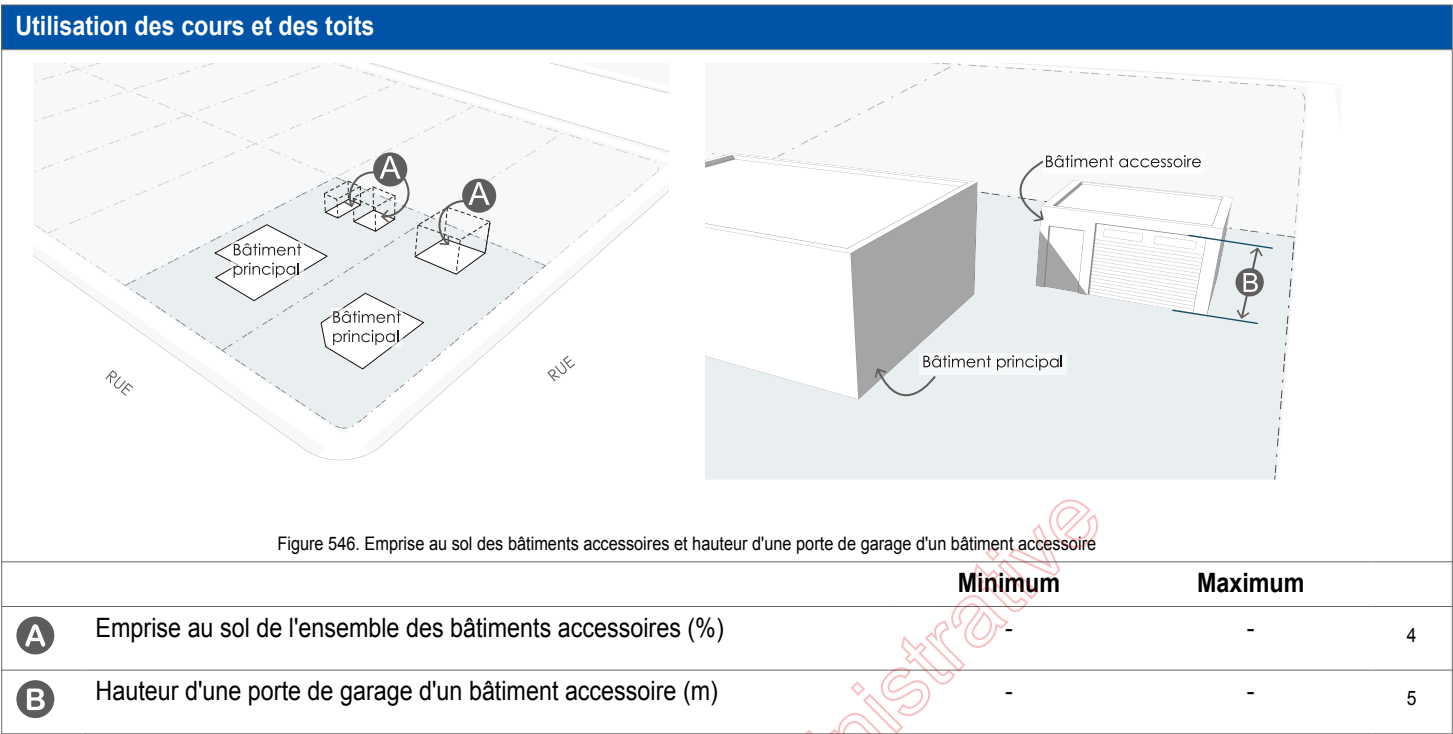 Utilisation des cours et des toits
A
A
Bâtiment
principal
Bâtiment
principal
RUE
RUE
Bâtiment accessoire
B
Bâtiment principal
Figure 546. Emprise au sol des bâtiments accessoires et hauteur d'une porte de garage d'un bâtiment accessoire
Minimum Maximum
A Emprise au sol de l'ensemble des bâtiments accessoires (%) - - 4
B Hauteur d'une porte de garage d'un bâtiment accessoire (m) - - 5